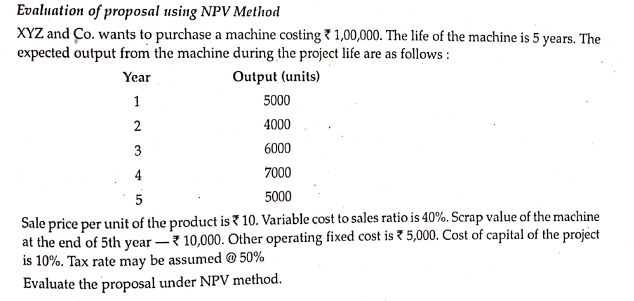 Evaluation of proposal using NPV Method
XYZ and Co. wants to purchase a machine costing ₹ 1,00,000. The life of the machine is 5 years. The
expected output from the machine during the project life are as follows :
Year Output (units)
1 5000
2 4000
3 6000
4 7000
5 5000
Sale price per unit of the product is ₹ 10. Variable cost to sales ratio is 40%. Scrap value of the machine
at the end of 5th year — ₹ 10,000. Other operating fixed cost is ₹ 5,000. Cost of capital of the project
is 10%. Tax rate may be assumed @ 50%
Evaluate the proposal under NPV method.